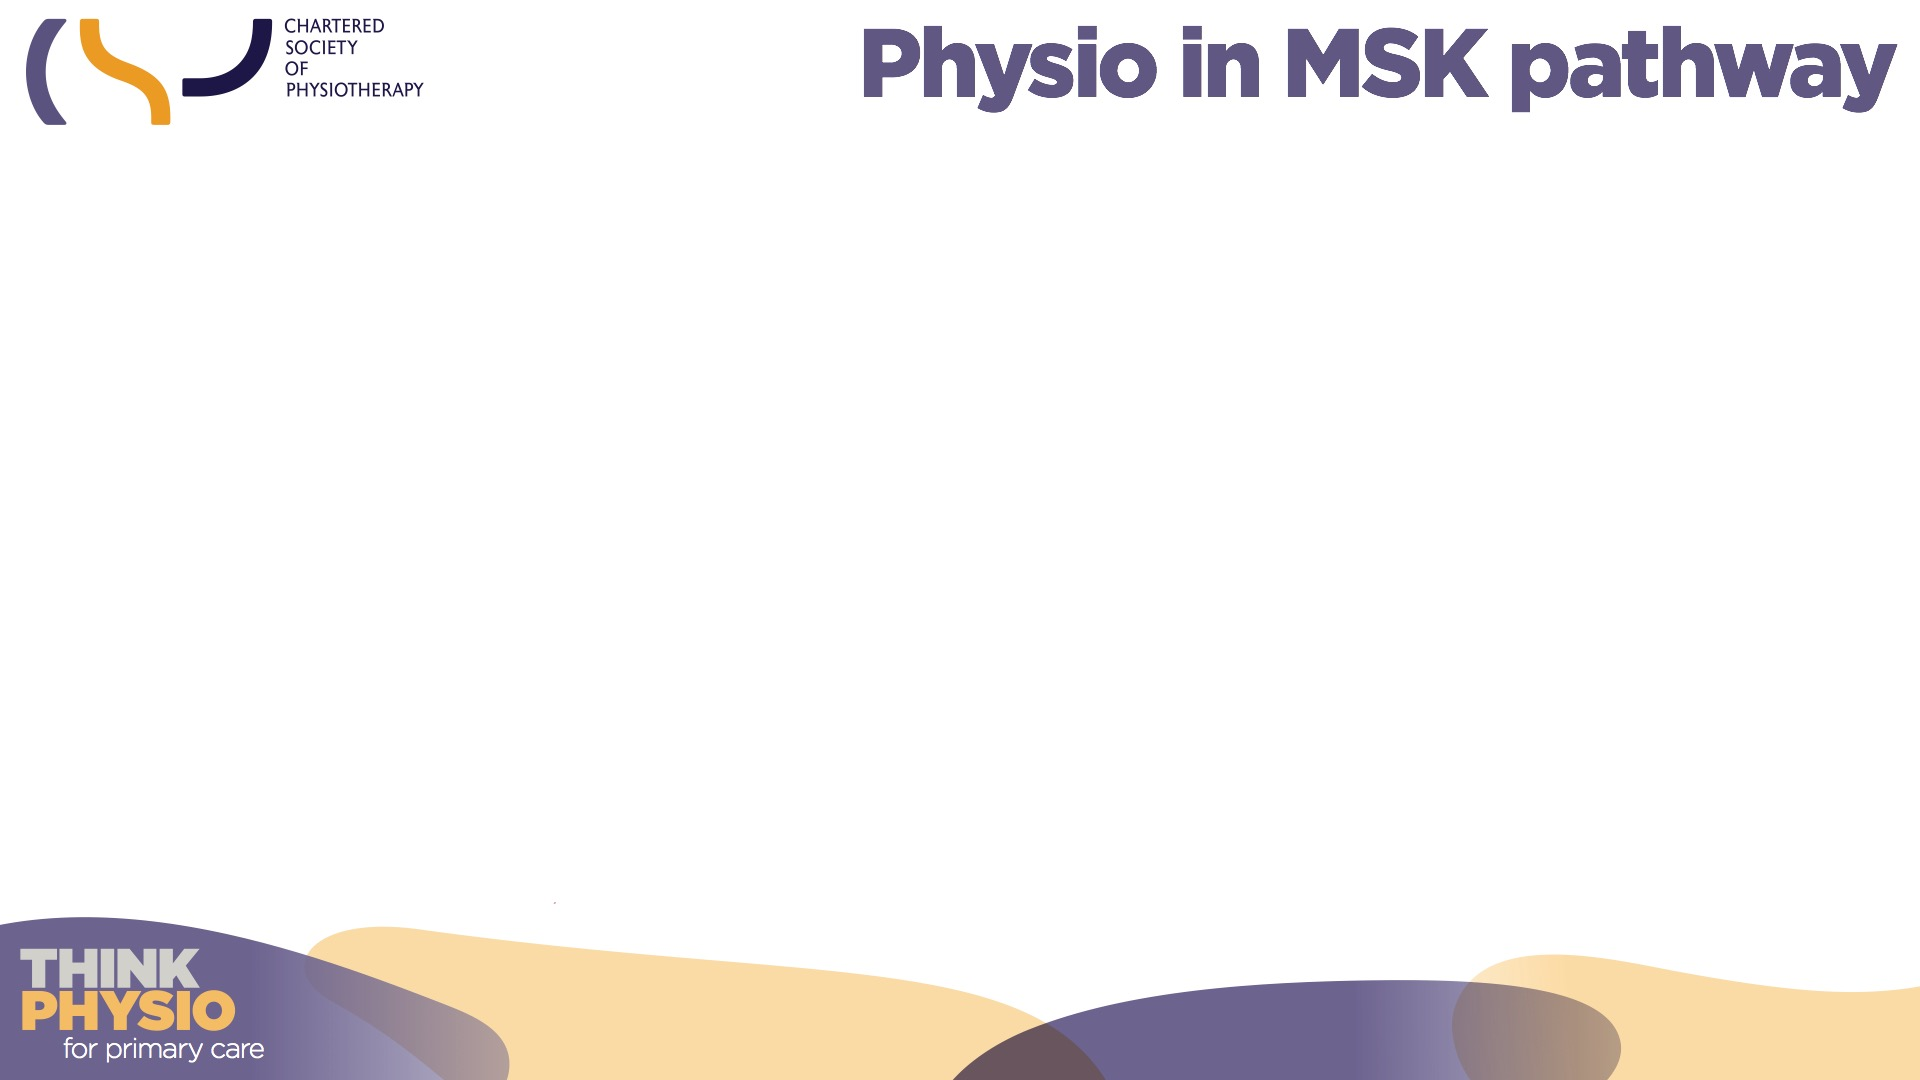 CHARTERED
SOCIETY
OF
PHYSIOTHERAPY
Physio in MSK pathway
THINK
PHYSIO
for primary care